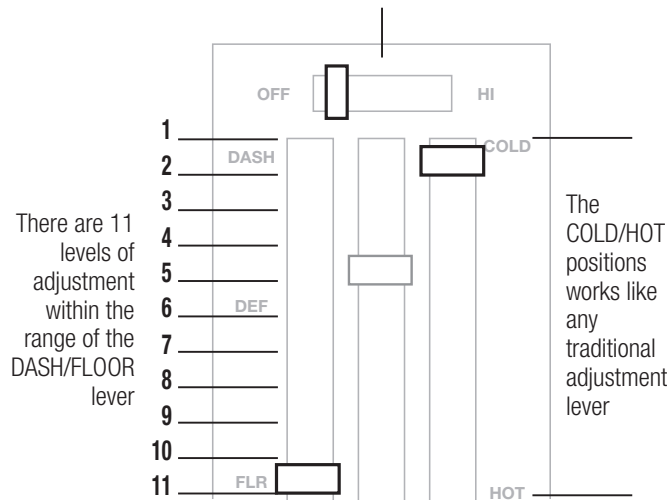 OFF
HI
1
DASH
COLD
2
3
4
5
6
DEF
7
8
9
10
11
FLR
HOT
There are 11
levels of
adjustment
within the
range of the
DASH/FLOOR
lever
The
COLD/HOT
positions
works like
any
traditional
adjustment
lever